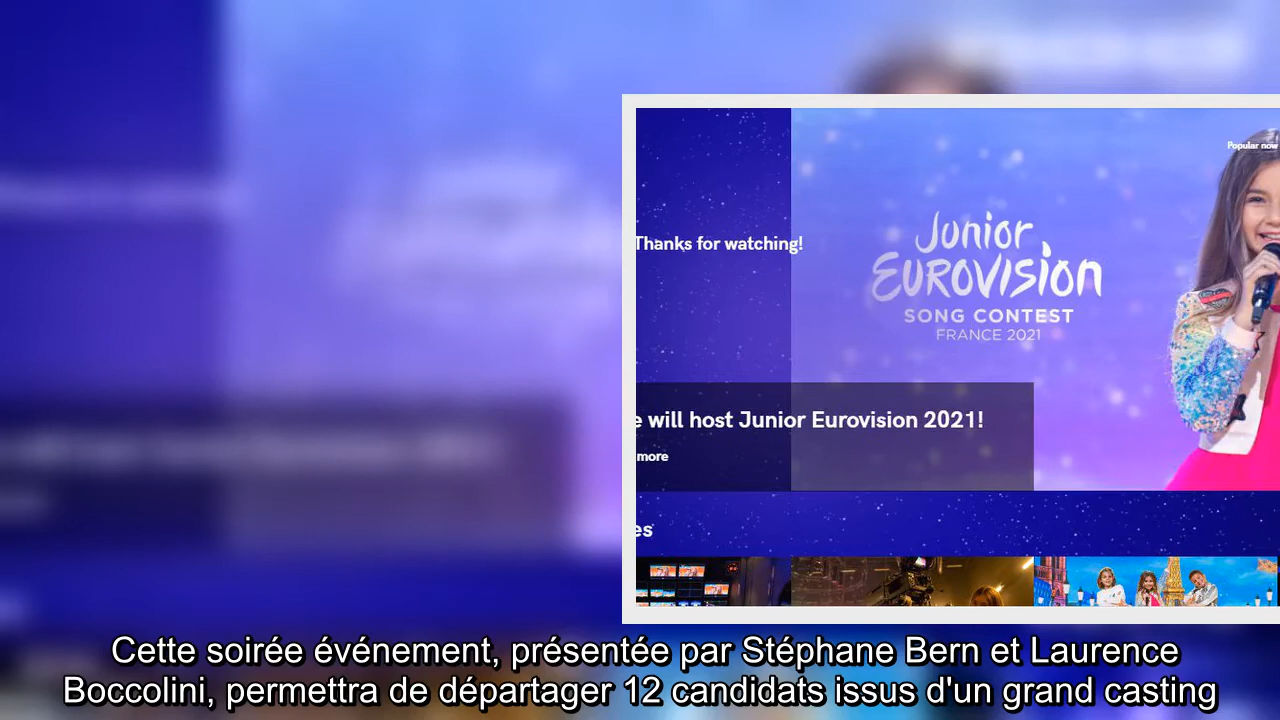 Popular now
Thanks for watching!
Junior
EUROVISION
SONG CONTEST
FRANCE 2021
will host Junior Eurovision 2021!
more
Cette soirée événement, présentée par Stéphane Bern et Laurence
Boccolini, permettra de départager 12 candidats issus d'un grand casting